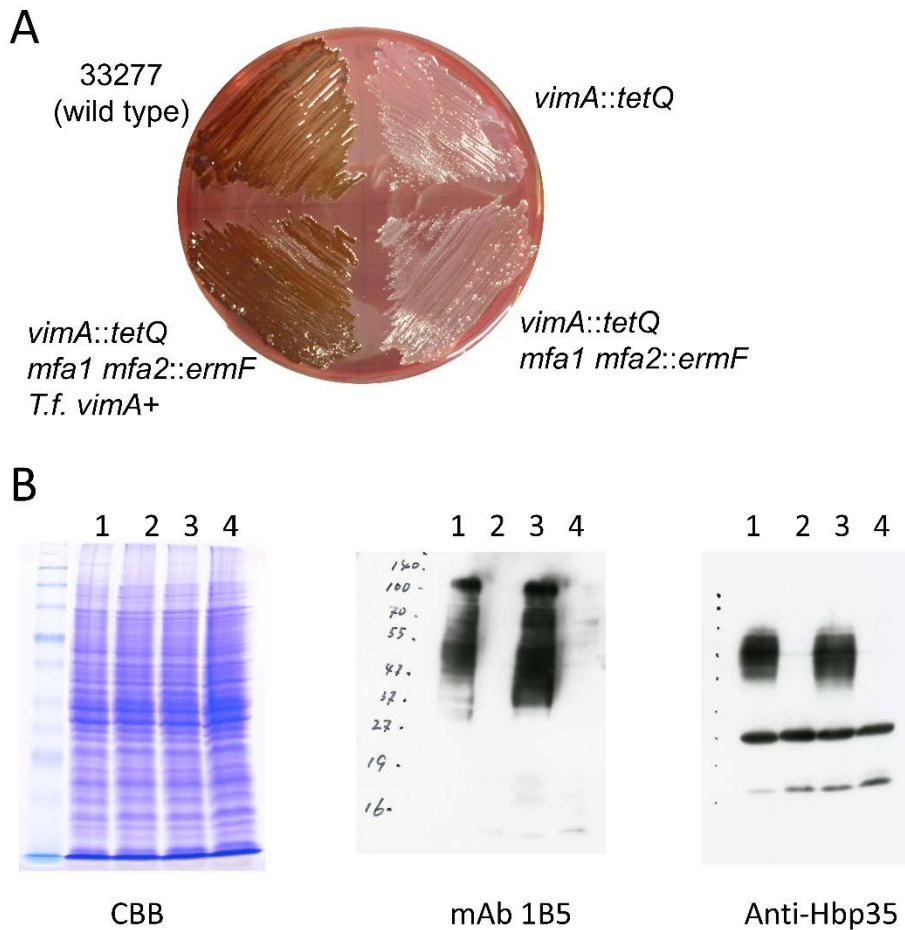 A
33277
(wild type)
vimA::tetQ
vimA::tetQ
mfa1 mfa2::ermF
T.f. vimA+
vimA::tetQ
mfa1 mfa2::ermF
B
1 2 3 4
1 2 3 4
1 2 3 4
140.
100.
70.
55.
43.
37.
27.
19.
16.
CBB
mAb 1B5
Anti-Hbp35